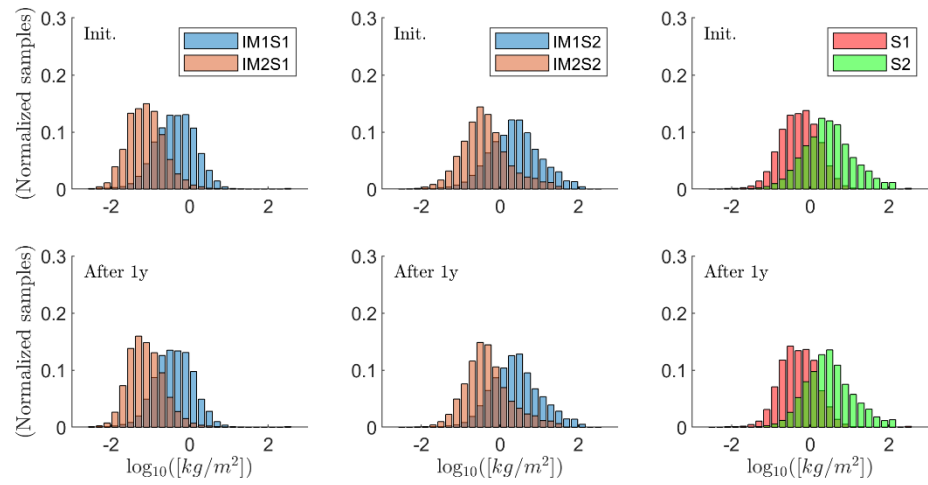 (Normalized samples)
0.3
0.2
0.1
0
Init.
IM1S1
IM2S1
-2
0
2
0.3
0.2
0.1
0
Init.
IM1S2
IM2S2
-2
0
2
0.3
0.2
0.1
0
Init.
S1
S2
-2
0
2
(Normalized samples)
0.3
0.2
0.1
0
After 1y
-2
0
2
log₁₀([kg/m²])
0.3
0.2
0.1
0
After 1y
-2
0
2
log₁₀([kg/m²])
0.3
0.2
0.1
0
After 1y
-2
0
2
log₁₀([kg/m²])